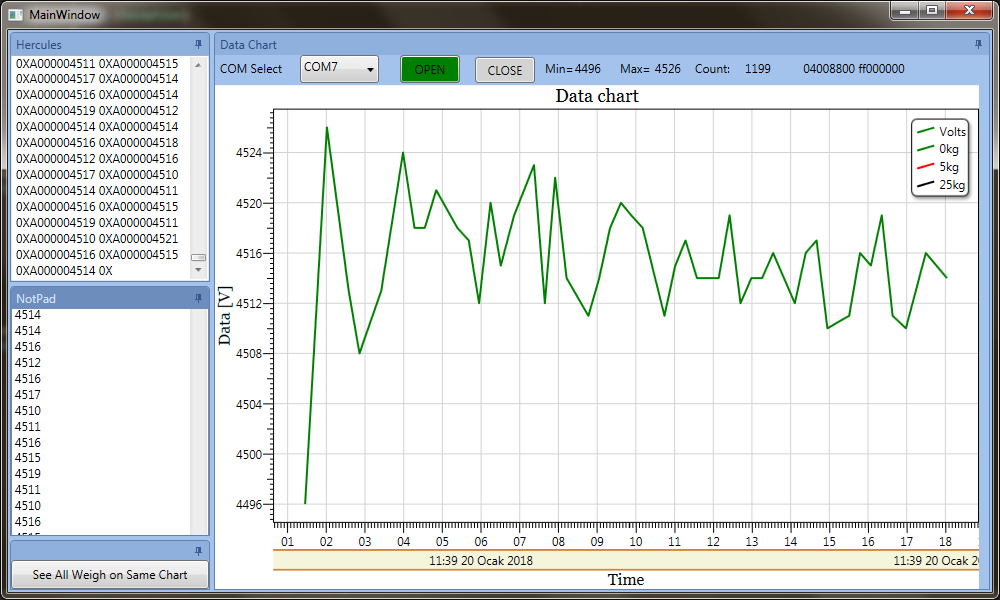 MainWindow
Hercules
0XA000004511 0XA000004515
0XA000004517 0XA000004514
0XA000004516 0XA000004514
0XA000004519 0XA000004512
0XA000004514 0XA000004514
0XA000004516 0XA000004518
0XA000004512 0XA000004516
0XA000004517 0XA000004510
0XA000004514 0XA000004511
0XA000004516 0XA000004515
0XA000004519 0XA000004511
0XA000004510 0XA000004521
0XA000004516 0XA000004515
0XA000004514 0X
NotPad
4514
4514
4516
4512
4516
4517
4510
4511
4516
4515
4519
4511
4510
4516
See All Weigh on Same Chart
Data Chart
COM Select COM7 OPEN CLOSE Min= 4496 Max= 4526 Count: 1199 04008800 ff000000
Data chart
Volts
0kg
5kg
25kg
Data [V]
4524
4520
4516
4512
4508
4504
4500
4496
01 02 03 04 05 06 07 08 09 10 11 12 13 14 15 16 17 18
11:39 20 Ocak 2018 11:39 20 Ocak 20
Time